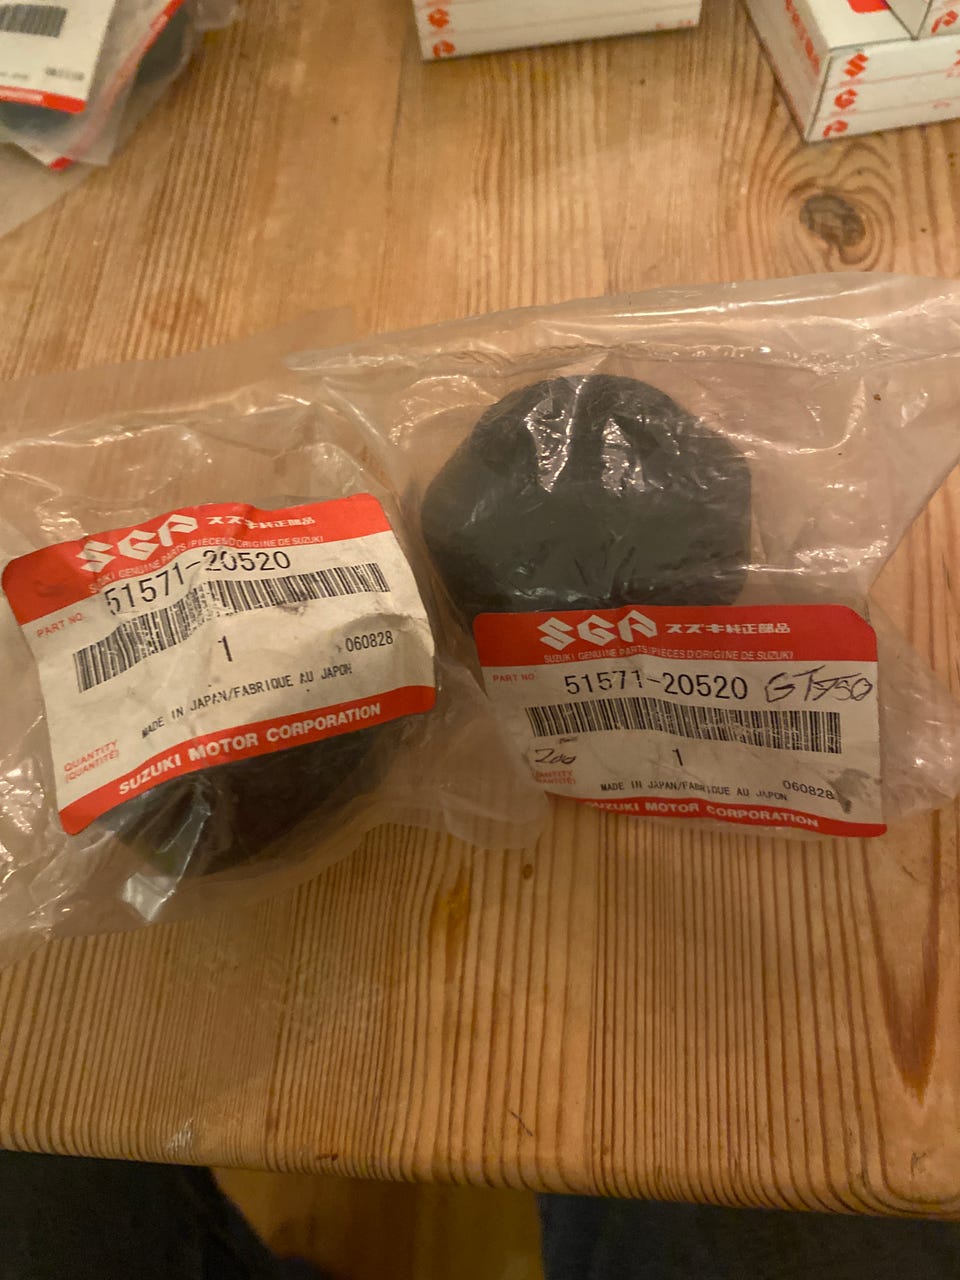 SGP スズキ純正部品
SUZUKI GENUINE PARTS/PIECES D'ORIGINE DE SUZUKI
PART NO. 51571-20520
1
060828
MADE IN JAPAN/FABRIQUE AU JAPON
QUANTITY
(QUANTITÉ)
SUZUKI MOTOR CORPORATION
SGP スズキ純正部品
SUZUKI GENUINE PARTS/PIECES D'ORIGINE DE SUZUKI
PART NO. 51571-20520 GT750
200
1
060828
MADE IN JAPAN/FABRIQUE AU JAPON
SUZUKI MOTOR CORPORATION